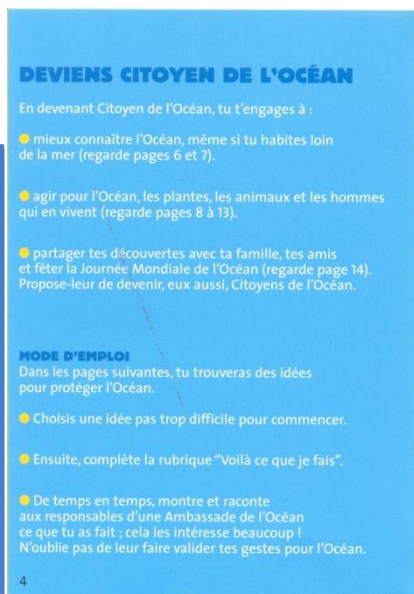 DEVIENS CITOYEN DE L'OCÉAN
En devenant Citoyen de l'Océan, tu t'engages à :
● mieux connaître l'Océan, même si tu habites loin
de la mer (regarde pages 6 et 7).
● agir pour l'Océan, les plantes, les animaux et les hommes
qui en vivent (regarde pages 8 à 13).
● partager tes découvertes avec ta famille, tes amis
et fêter la Journée Mondiale de l'Océan (regarde page 14).
Propose-leur de devenir, eux aussi, Citoyens de l'Océan.
MODE D'EMPLOI
Dans les pages suivantes, tu trouveras des idées
pour protéger l'Océan.
● Choisis une idée pas trop difficile pour commencer.
● Ensuite, complète la rubrique "Voilà ce que je fais".
● De temps en temps, montre et raconte
aux responsables d'une Ambassade de l'Océan
ce que tu as fait ; cela les intéresse beaucoup !
N'oublie pas de leur faire valider tes gestes pour l'Océan.
4